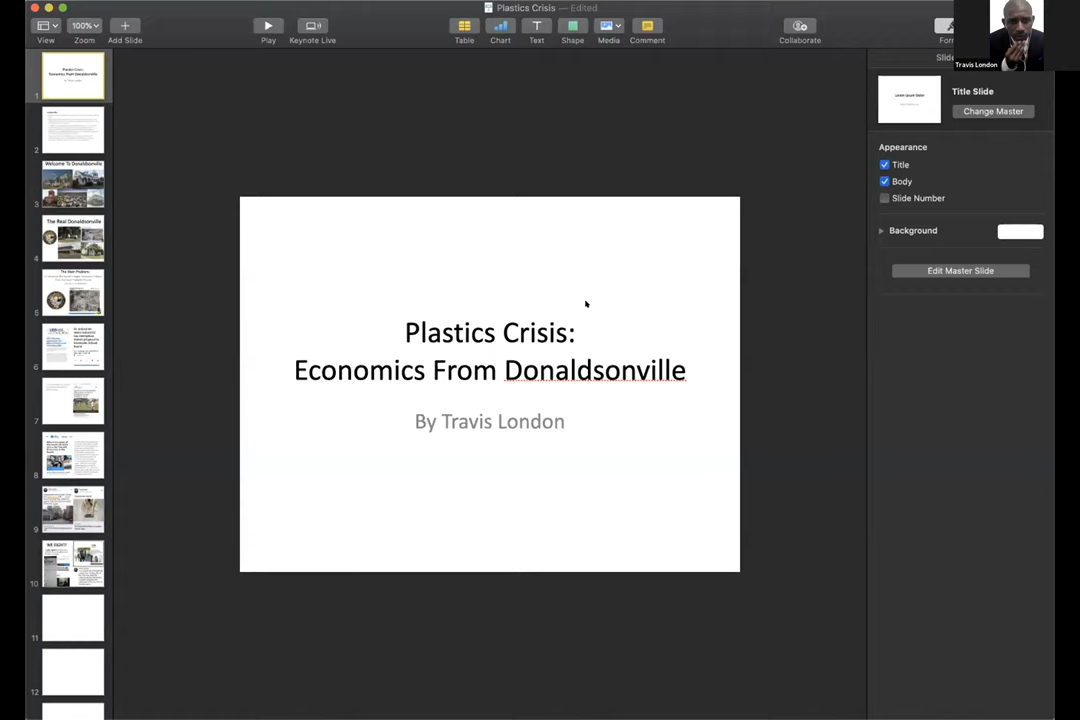 Plastics Crisis — Edited
100%
View
Zoom
Add Slide
Play
Keynote Live
Table
Chart
Text
Shape
Media
Comment
Collaborate
Travis London
Title Slide
Change Master
Appearance
Title
Body
Slide Number
Background
Edit Master Slide
Plastics Crisis:
Economics From Donaldsonville
By Travis London
1
2
Welcome To Donaldsonville
3
The Real Donaldsonville
4
5
6
7
8
9
WE FIGHT!
10
11
12